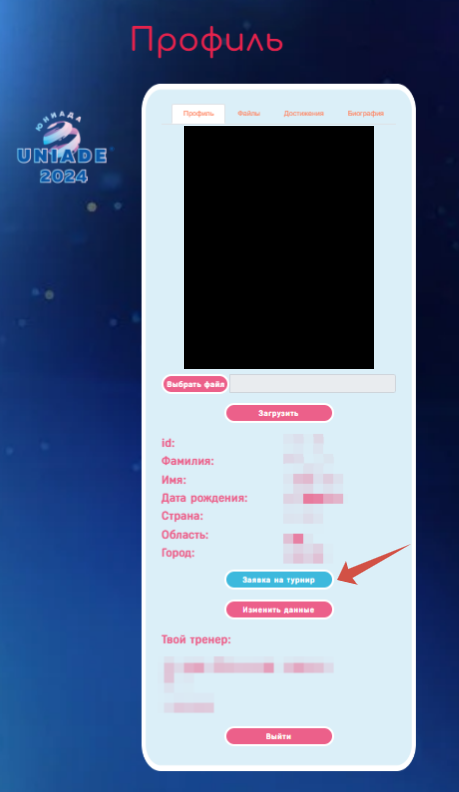 Профиль
ЮНИАДА
UNIADE
2024
Профиль Файлы Достижения Биография
Выбрать файл
Загрузить
id:
Фамилия:
Имя:
Дата рождения:
Страна:
Область:
Город:
Заявка на турнир
Изменить данные
Твой тренер:
Выйти